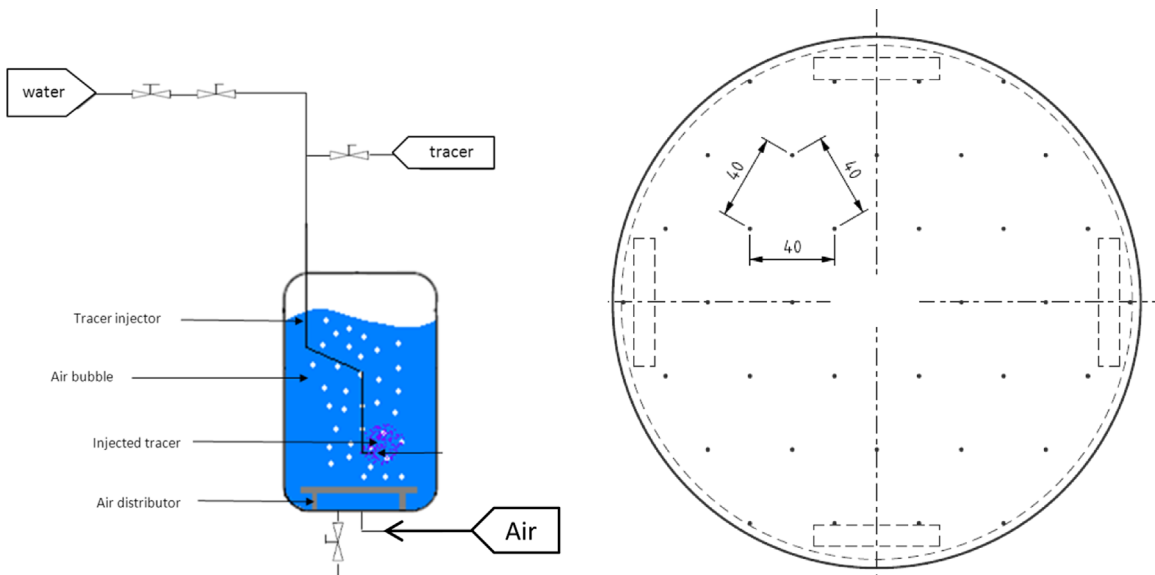 water
tracer
Tracer injector
Air bubble
Injected tracer
Air distributor
Air
40
40
40